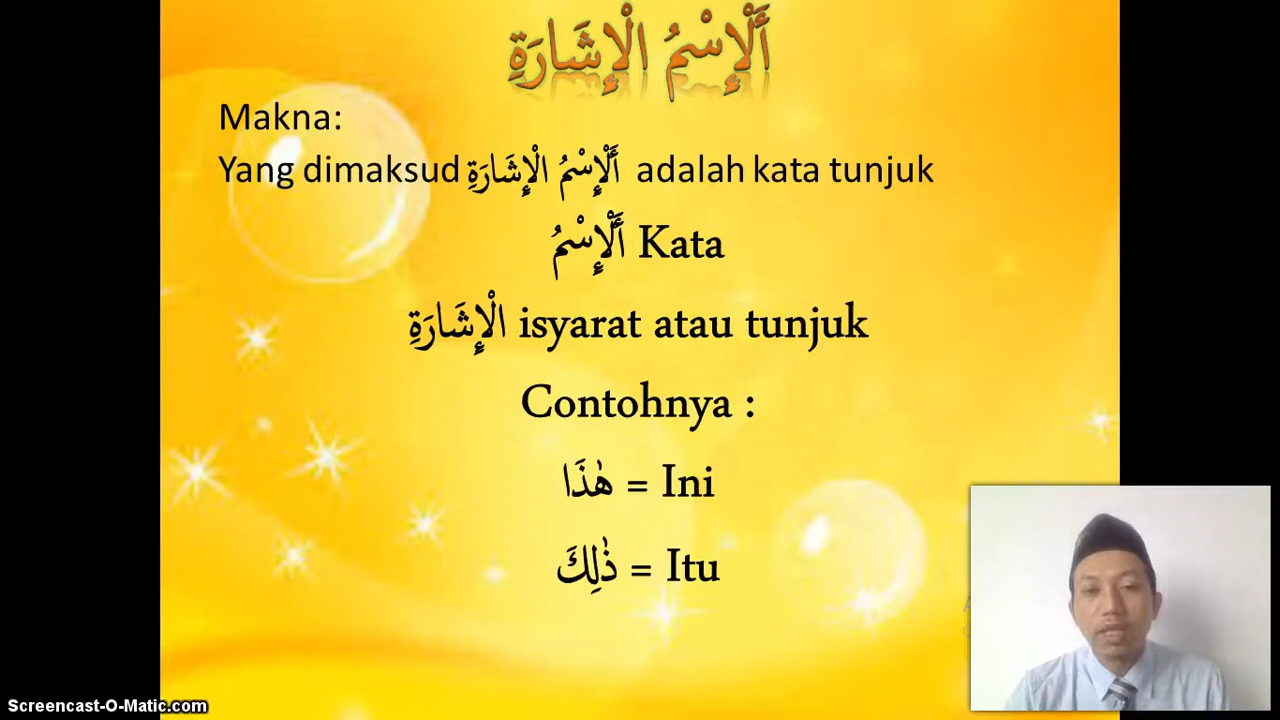 أَلْإِسْمُ الْإِشَارَةِ
Makna:
Yang dimaksud أَلْإِسْمُ الْإِشَارَةِ adalah kata tunjuk
أَلْإِسْمُ Kata
الْإِشَارَةِ isyarat atau tunjuk
Contohnya :
هٰذَا = Ini
ذٰلِكَ = Itu
Screencast-O-Matic.com